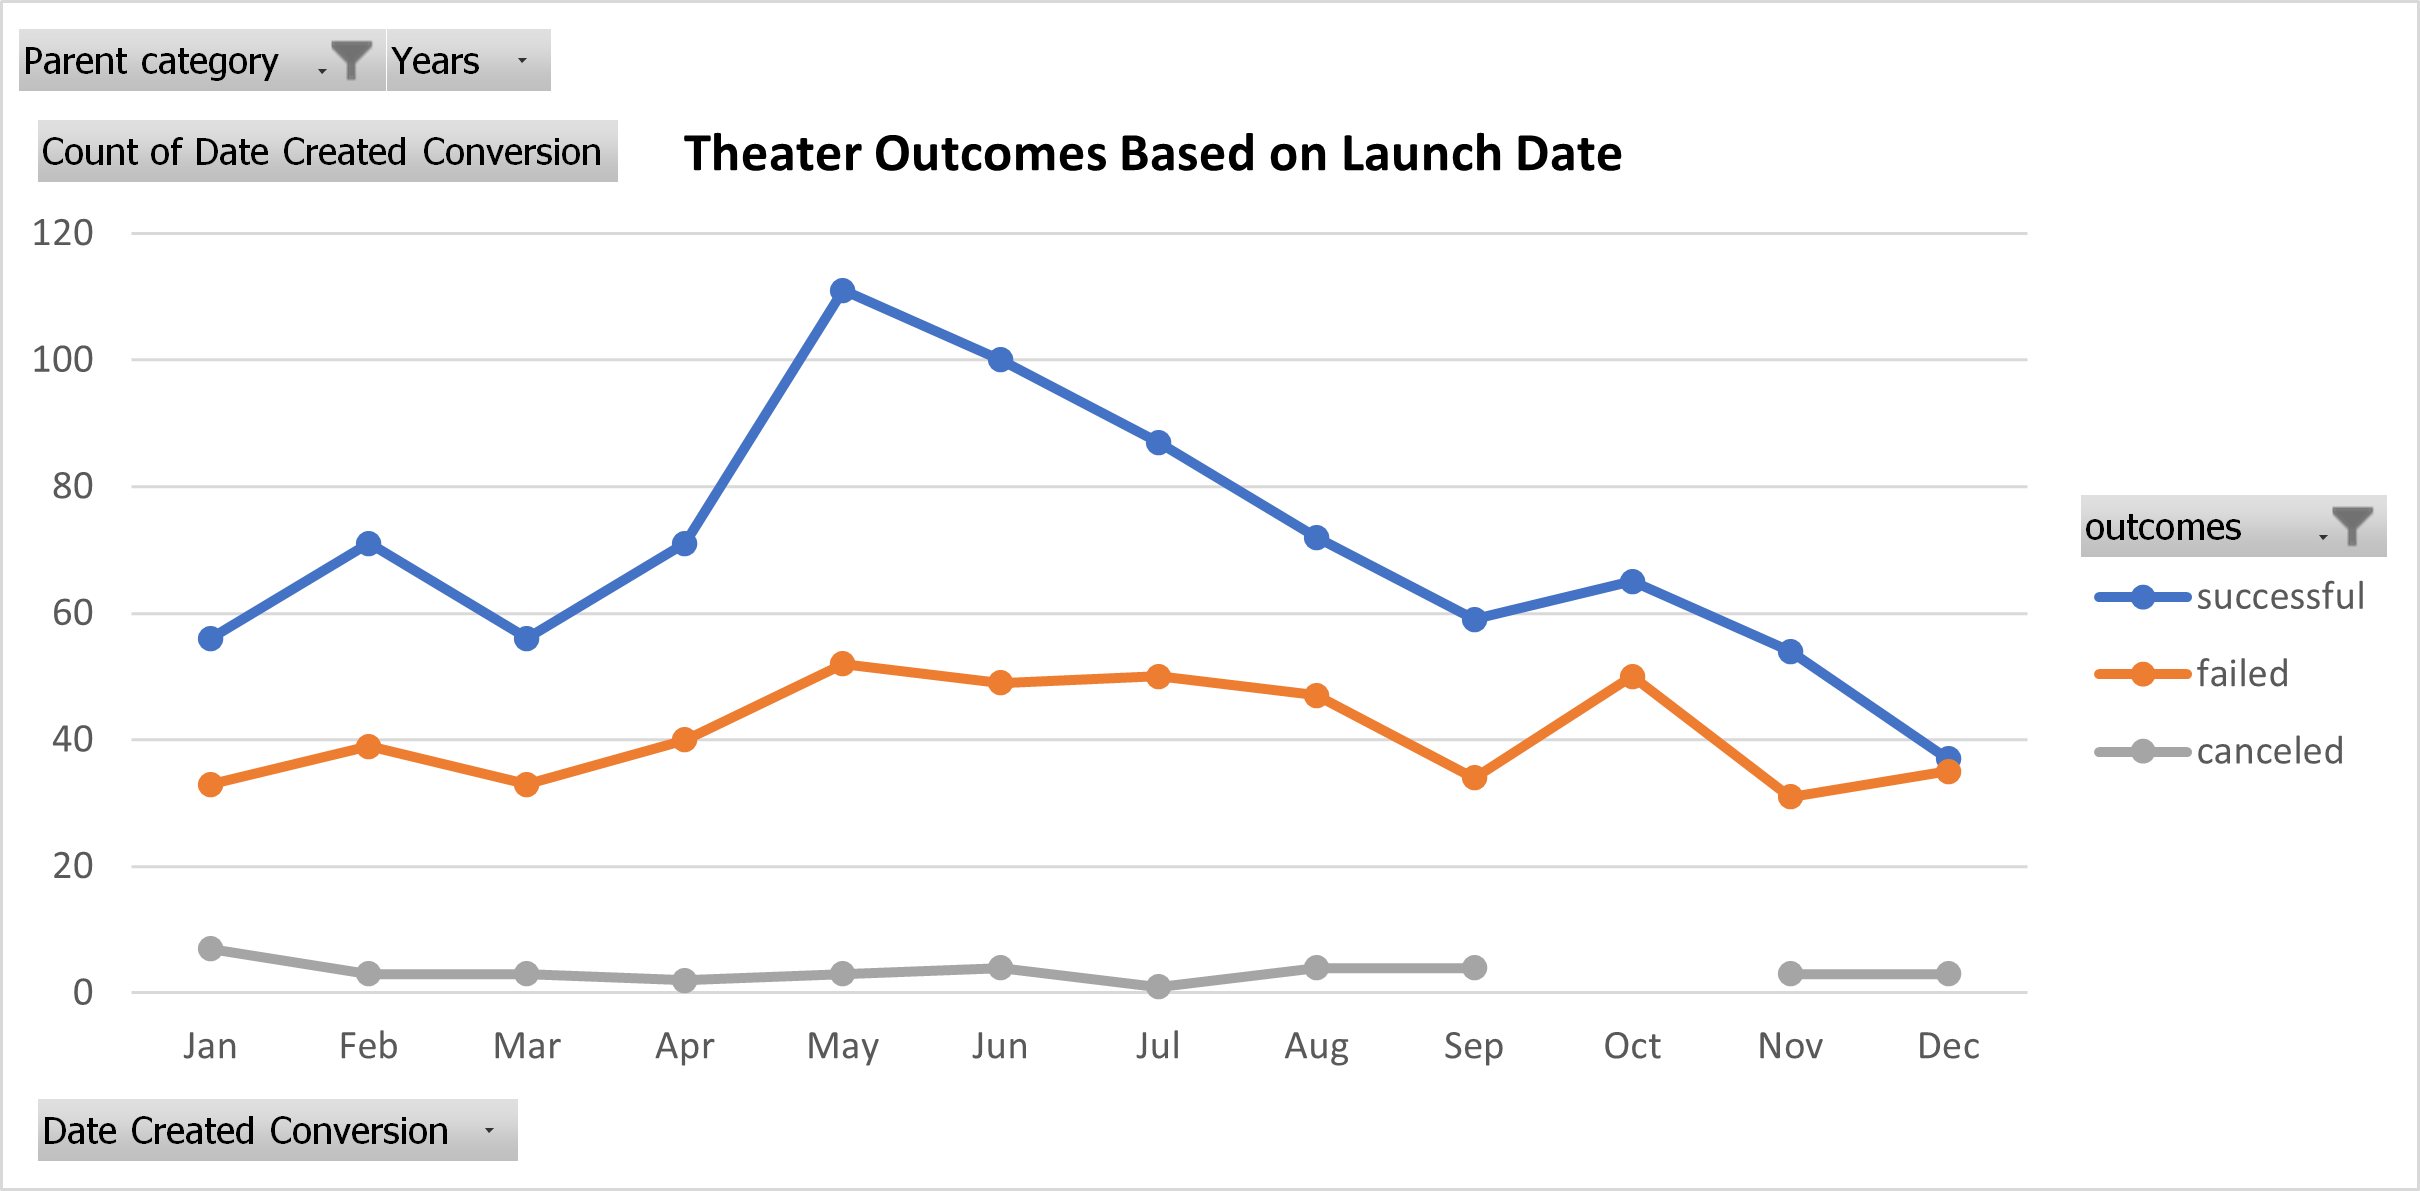 Parent category Years
Count of Date Created Conversion
Theater Outcomes Based on Launch Date
120
100
80
60
40
20
0
Jan Feb Mar Apr May Jun Jul Aug Sep Oct Nov Dec
outcomes
successful
failed
canceled
Date Created Conversion